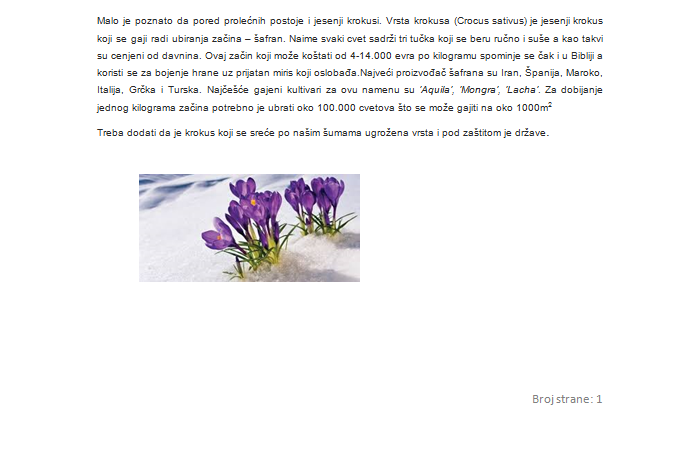 Malo je poznato da pored prolećnih postoje i jesenji krokusi. Vrsta krokusa (Crocus sativus) je jesenji krokus
koji se gaji radi ubiranja začina – šafran. Naime svaki cvet sadrži tri tučka koji se beru ručno i suše a kao takvi
su cenjeni od davnina. Ovaj začin koji može koštati od 4-14.000 evra po kilogramu spominje se čak i u Bibliji a
koristi se za bojenje hrane uz prijatan miris koji oslobađa.Najveći proizvođač šafrana su Iran, Španija, Maroko,
Italija, Grčka i Turska. Najčešće gajeni kultivari za ovu namenu su ‘Aquila’, ‘Mongra’, ‘Lacha’. Za dobijanje
jednog kilograma začina potrebno je ubrati oko 100.000 cvetova što se može gajiti na oko 1000m²
Treba dodati da je krokus koji se sreće po našim šumama ugrožena vrsta i pod zaštitom je države.
Broj strane: 1